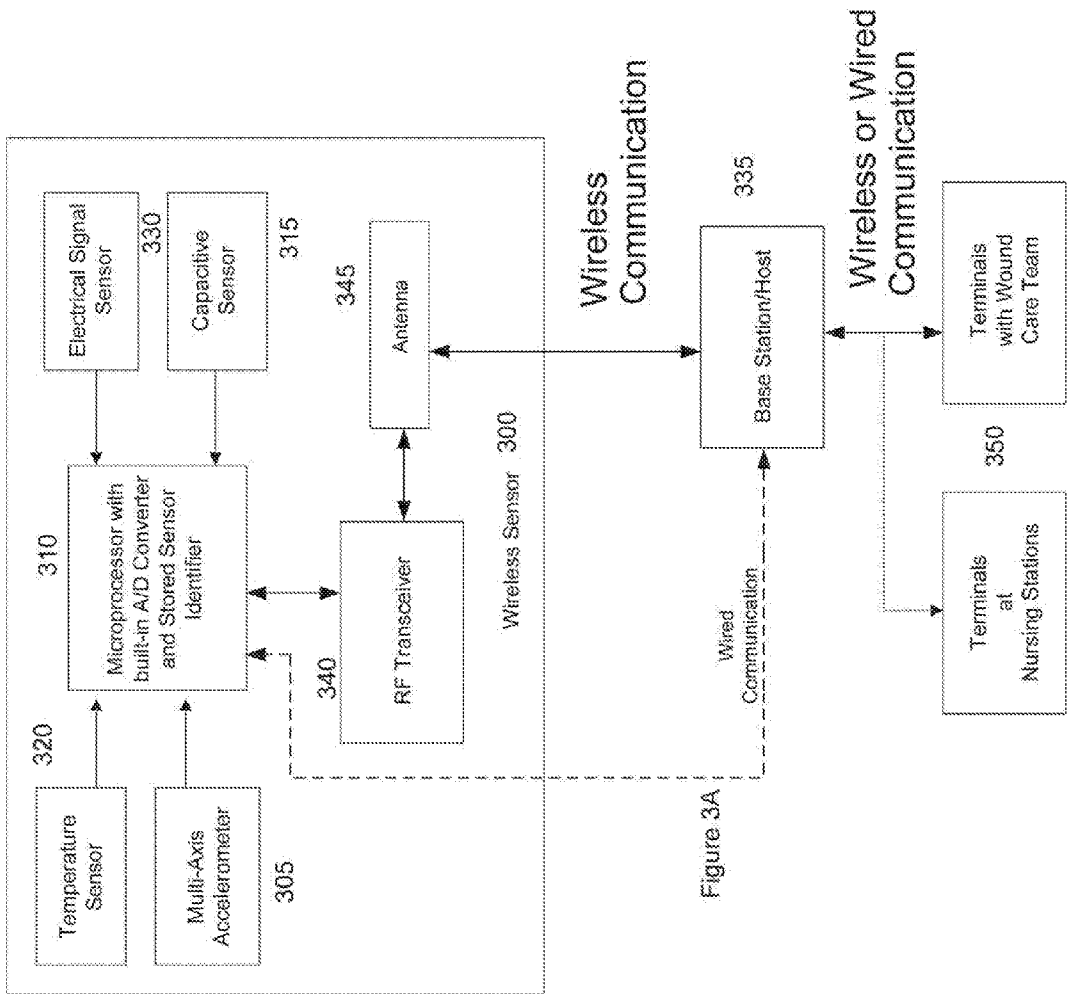 320
Temperature
Sensor
Multi-Axis
Accelerometer
305
310
Microprocessor with
built-in A/D Converter
and Stored Sensor
Identifier
Electrical Signal
Sensor
330
Capacitive
Sensor
315
340
RF Transceiver
345
Antenna
Wireless Sensor 300
Wireless
Communication
Wired
Communication
Figure 3A
335
Base Station/Host
Wireless or Wired
Communication
Terminals
at
Nursing Stations
350
Terminals
with Wound
Care Team